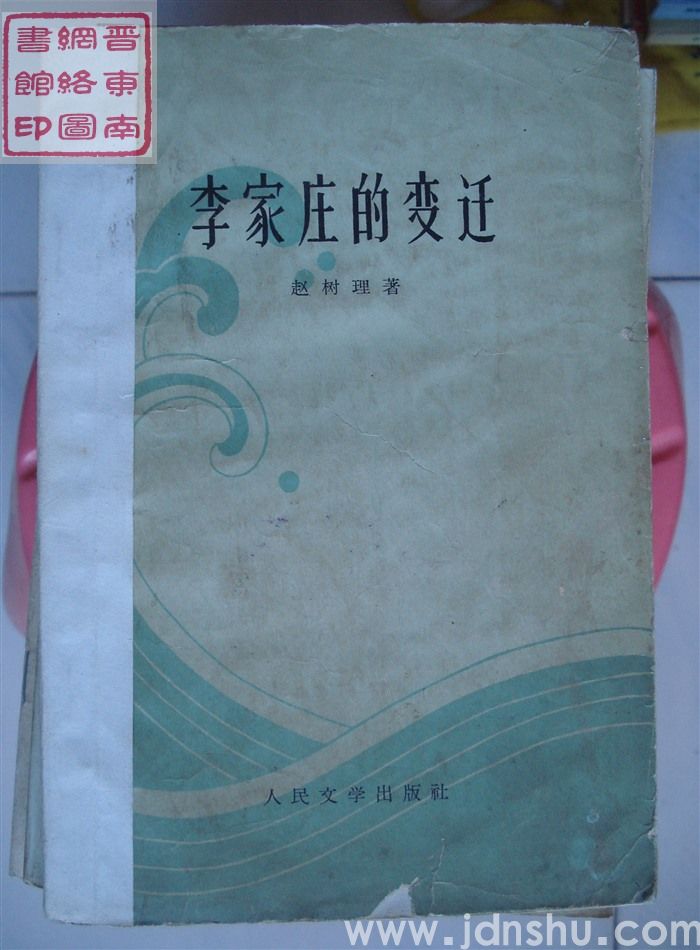 晋東南
網絡圖
書館印
李家庄的变迁
赵树理著
人民文学出版社
www.jdnshu.com